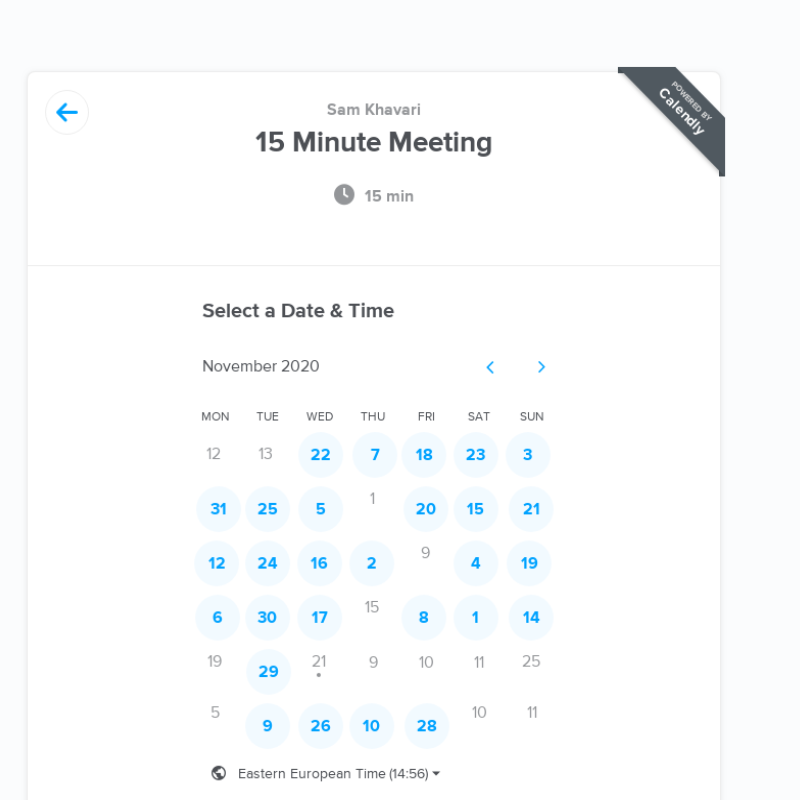 POWERED BY
Calendly
Sam Khavari
15 Minute Meeting
15 min
Select a Date & Time
November 2020
MON TUE WED THU FRI SAT SUN
12 13 22 7 18 23 3
31 25 5 1 20 15 21
12 24 16 2 9 4 19
6 30 17 15 8 1 14
19 29 21 9 10 11 25
5 9 26 10 28 10 11
Eastern European Time (14:56)